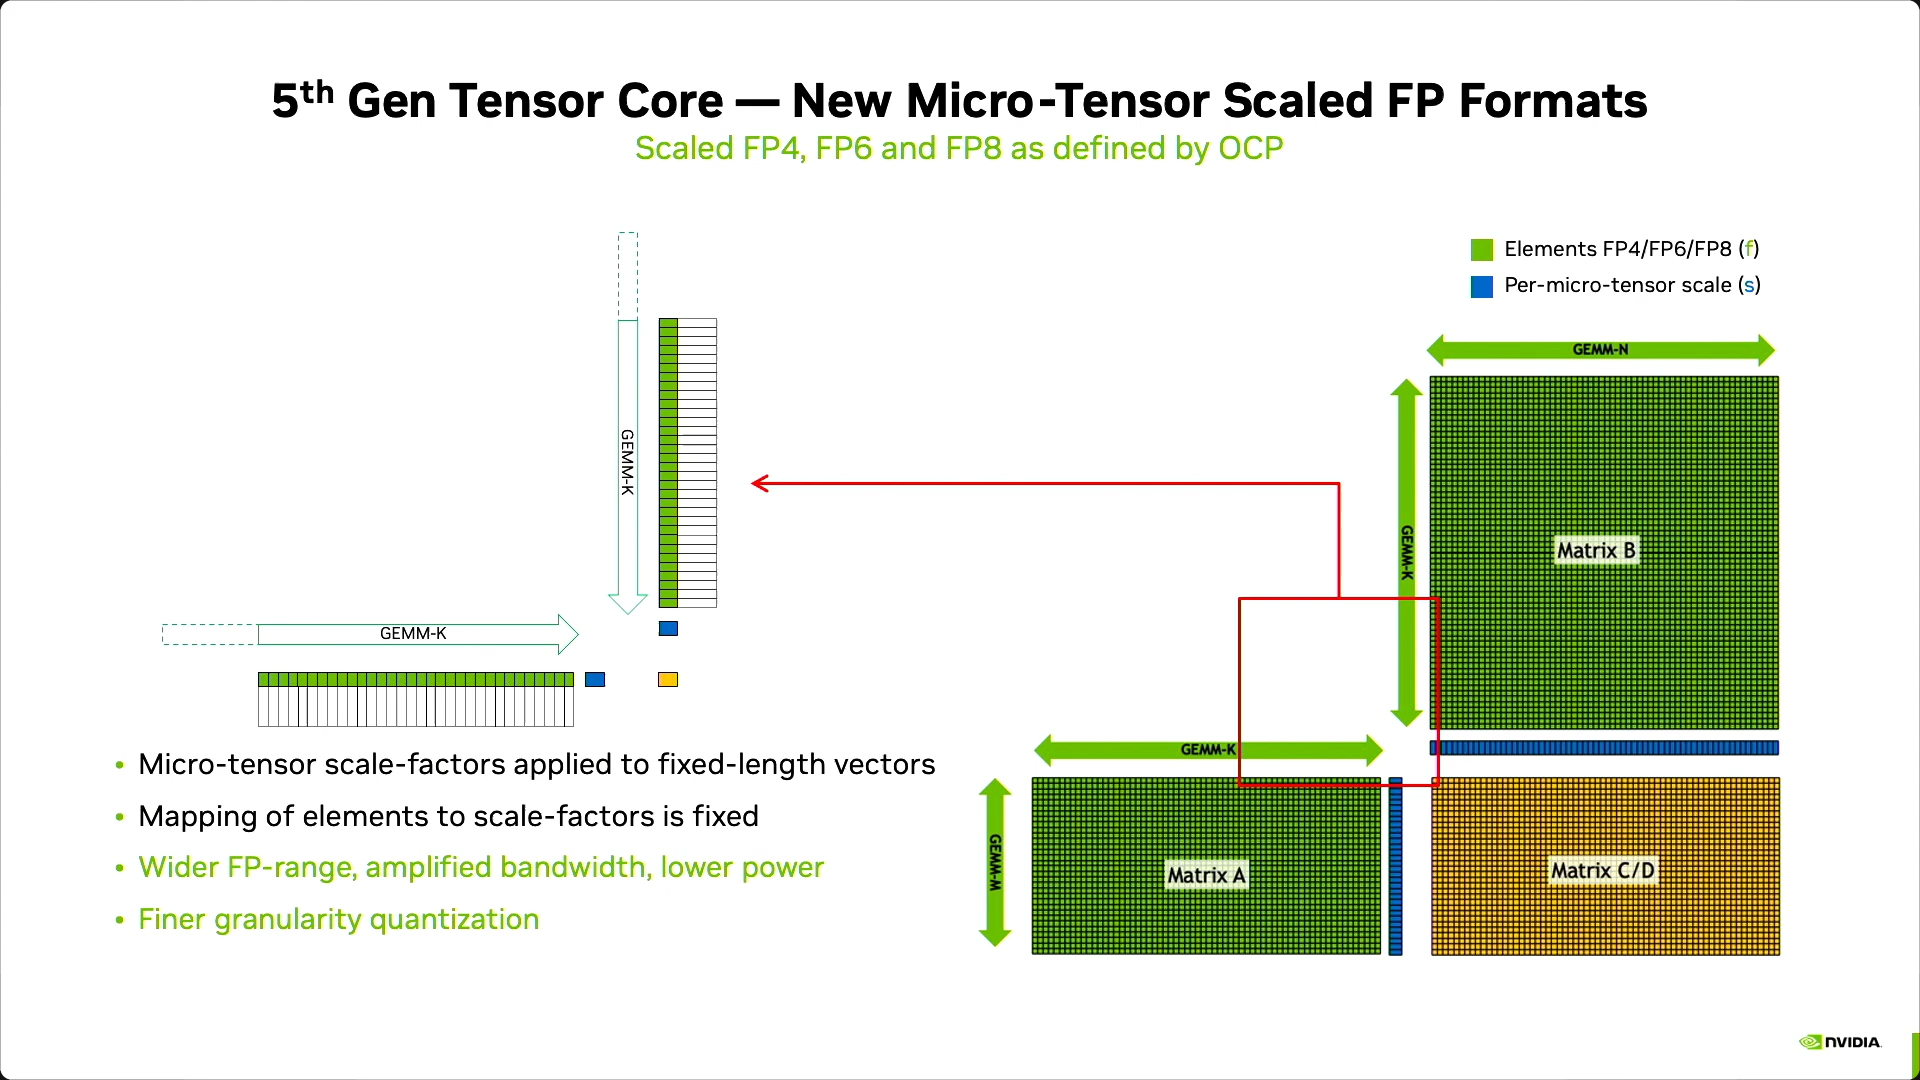 5th Gen Tensor Core — New Micro-Tensor Scaled FP Formats
Scaled FP4, FP6 and FP8 as defined by OCP
Elements FP4/FP6/FP8 (f)
Per-micro-tensor scale (s)
GEMM-K
GEMM-K
GEMM-N
GEMM-K
Matrix B
GEMM-K
GEMM-M
Matrix A
Matrix C/D
• Micro-tensor scale-factors applied to fixed-length vectors
• Mapping of elements to scale-factors is fixed
• Wider FP-range, amplified bandwidth, lower power
• Finer granularity quantization
NVIDIA